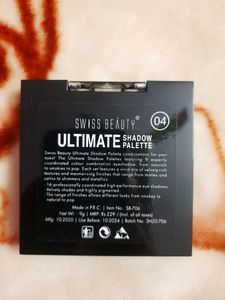 04
SWISS BEAUTY®
ULTIMATE SHADOW PALETTE
Swiss Beauty Ultimate Shadow Palette combinations for your
eyes! The Ultimate Shadow Palettes featuring 9 expertly
coordinated colour combination eyeshadow from naturals
to smokies to pop. Each set features a vivid mix of velvety-rich
textures and mesmerising finishes that range from mattes and
satins to shimmers and metallics.
- 16 professionally coordinated high-performance eye shadows.
- Velvety shades and richness.
- The range of finishes allows different looks from smokey to
natural to pop.
Made in P.R.C. | Item No.: SB-706
Net Wt.: 9g | MRP: Rs.229 /-(Incl. of all taxes)
Mfg: 10.2020 | Use Before: 10.2024 | Batch No: 3H20-706